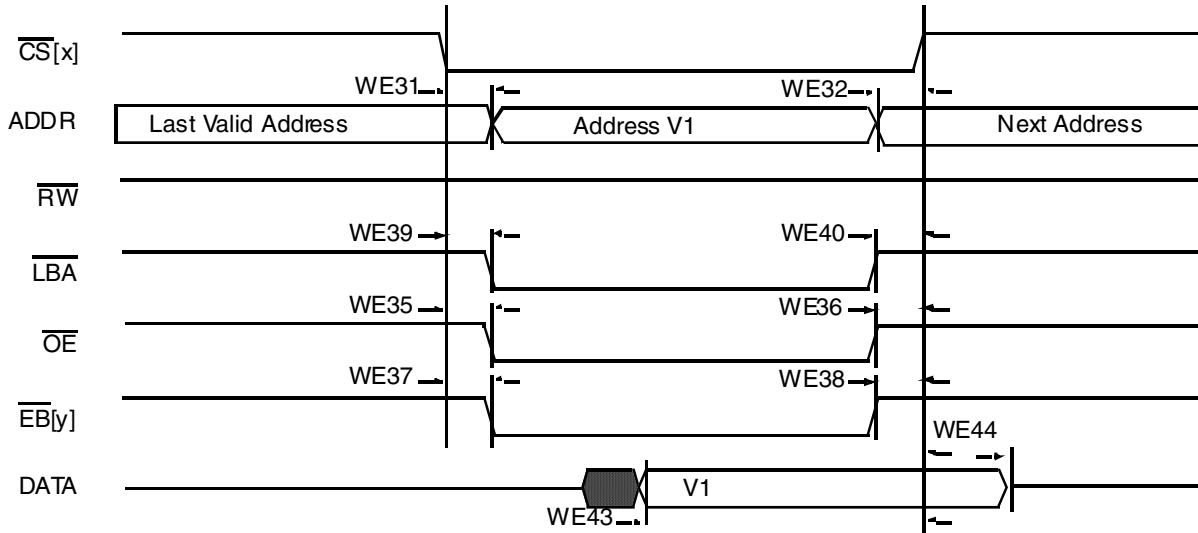 CS[x]
WE31
WE32
ADDR
Last Valid Address
Address V1
Next Address
RW
WE39
WE40
LBA
WE35
WE36
OE
WE37
WE38
EB[y]
WE44
DATA
V1
WE43